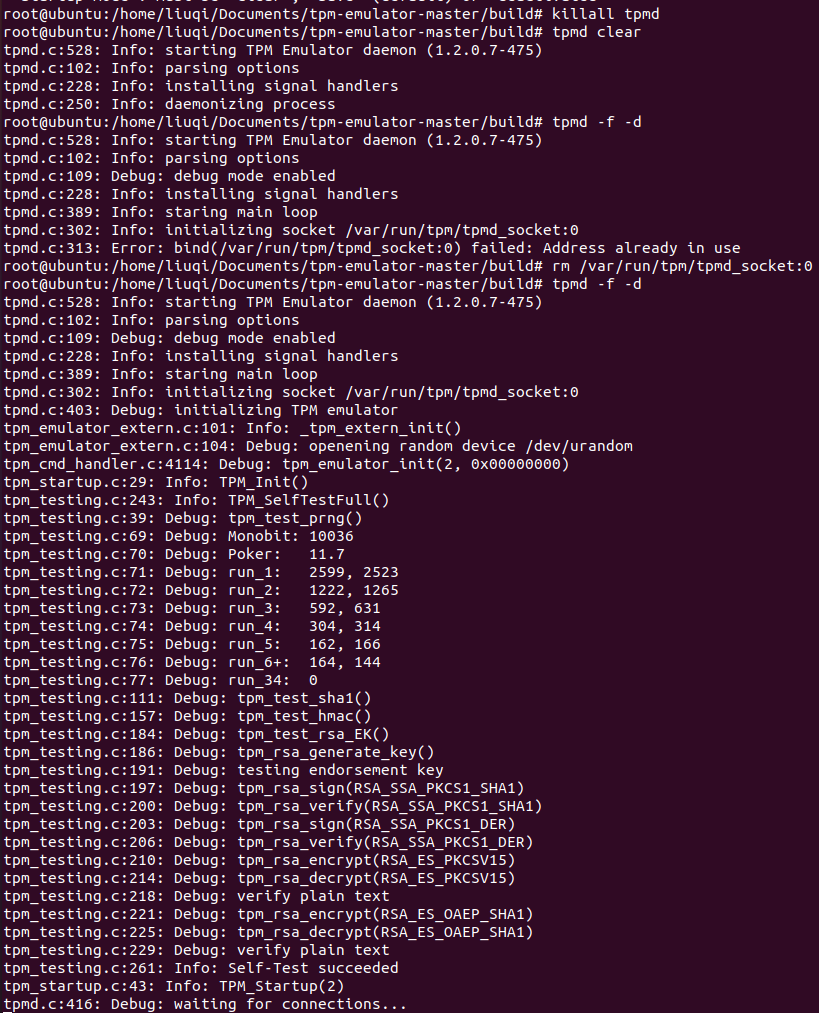 root@ubuntu:/home/liuqi/Documents/tpm-emulator-master/build# killall tpmd
root@ubuntu:/home/liuqi/Documents/tpm-emulator-master/build# tpmd clear
tpmd.c:528: Info: starting TPM Emulator daemon (1.2.0.7-475)
tpmd.c:102: Info: parsing options
tpmd.c:228: Info: installing signal handlers
tpmd.c:250: Info: daemonizing process
root@ubuntu:/home/liuqi/Documents/tpm-emulator-master/build# tpmd -f -d
tpmd.c:528: Info: starting TPM Emulator daemon (1.2.0.7-475)
tpmd.c:102: Info: parsing options
tpmd.c:109: Debug: debug mode enabled
tpmd.c:228: Info: installing signal handlers
tpmd.c:389: Info: staring main loop
tpmd.c:302: Info: initializing socket /var/run/tpm/tpmd_socket:0
tpmd.c:313: Error: bind(/var/run/tpm/tpmd_socket:0) failed: Address already in use
root@ubuntu:/home/liuqi/Documents/tpm-emulator-master/build# rm /var/run/tpm/tpmd_socket:0
root@ubuntu:/home/liuqi/Documents/tpm-emulator-master/build# tpmd -f -d
tpmd.c:528: Info: starting TPM Emulator daemon (1.2.0.7-475)
tpmd.c:102: Info: parsing options
tpmd.c:109: Debug: debug mode enabled
tpmd.c:228: Info: installing signal handlers
tpmd.c:389: Info: staring main loop
tpmd.c:302: Info: initializing socket /var/run/tpm/tpmd_socket:0
tpmd.c:403: Debug: initializing TPM emulator
tpm_emulator_extern.c:101: Info: _tpm_extern_init()
tpm_emulator_extern.c:104: Debug: openening random device /dev/urandom
tpm_cmd_handler.c:4114: Debug: tpm_emulator_init(2, 0x00000000)
tpm_startup.c:29: Info: TPM_Init()
tpm_testing.c:243: Info: TPM_SelfTestFull()
tpm_testing.c:39: Debug: tpm_test_prng()
tpm_testing.c:69: Debug: Monobit: 10036
tpm_testing.c:70: Debug: Poker:   11.7
tpm_testing.c:71: Debug: run_1:   2599, 2523
tpm_testing.c:72: Debug: run_2:   1222, 1265
tpm_testing.c:73: Debug: run_3:   592, 631
tpm_testing.c:74: Debug: run_4:   304, 314
tpm_testing.c:75: Debug: run_5:   162, 166
tpm_testing.c:76: Debug: run_6+:  164, 144
tpm_testing.c:77: Debug: run_34:  0
tpm_testing.c:111: Debug: tpm_test_sha1()
tpm_testing.c:157: Debug: tpm_test_hmac()
tpm_testing.c:184: Debug: tpm_test_rsa_EK()
tpm_testing.c:186: Debug: tpm_rsa_generate_key()
tpm_testing.c:191: Debug: testing endorsement key
tpm_testing.c:197: Debug: tpm_rsa_sign(RSA_SSA_PKCS1_SHA1)
tpm_testing.c:200: Debug: tpm_rsa_verify(RSA_SSA_PKCS1_SHA1)
tpm_testing.c:203: Debug: tpm_rsa_sign(RSA_SSA_PKCS1_DER)
tpm_testing.c:206: Debug: tpm_rsa_verify(RSA_SSA_PKCS1_DER)
tpm_testing.c:210: Debug: tpm_rsa_encrypt(RSA_ES_PKCSV15)
tpm_testing.c:214: Debug: tpm_rsa_decrypt(RSA_ES_PKCSV15)
tpm_testing.c:218: Debug: verify plain text
tpm_testing.c:221: Debug: tpm_rsa_encrypt(RSA_ES_OAEP_SHA1)
tpm_testing.c:225: Debug: tpm_rsa_decrypt(RSA_ES_OAEP_SHA1)
tpm_testing.c:229: Debug: verify plain text
tpm_testing.c:261: Info: Self-Test succeeded
tpm_startup.c:43: Info: TPM_Startup(2)
tpmd.c:416: Debug: waiting for connections...